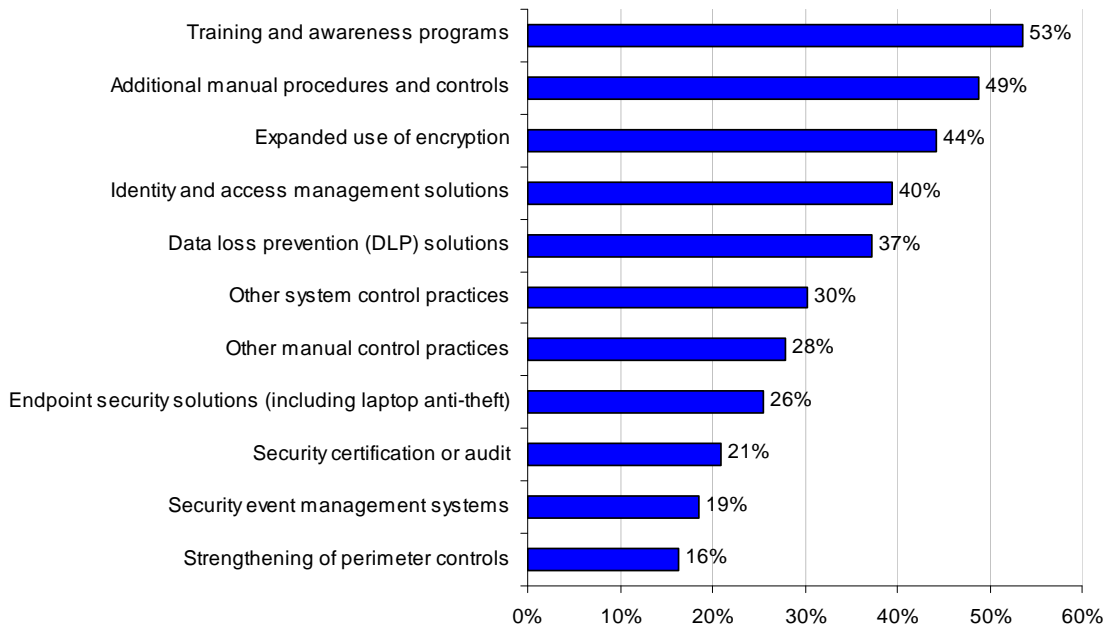 Training and awareness programs 53%
Additional manual procedures and controls 49%
Expanded use of encryption 44%
Identity and access management solutions 40%
Data loss prevention (DLP) solutions 37%
Other system control practices 30%
Other manual control practices 28%
Endpoint security solutions (including laptop anti-theft) 26%
Security certification or audit 21%
Security event management systems 19%
Strengthening of perimeter controls 16%
0% 10% 20% 30% 40% 50% 60%